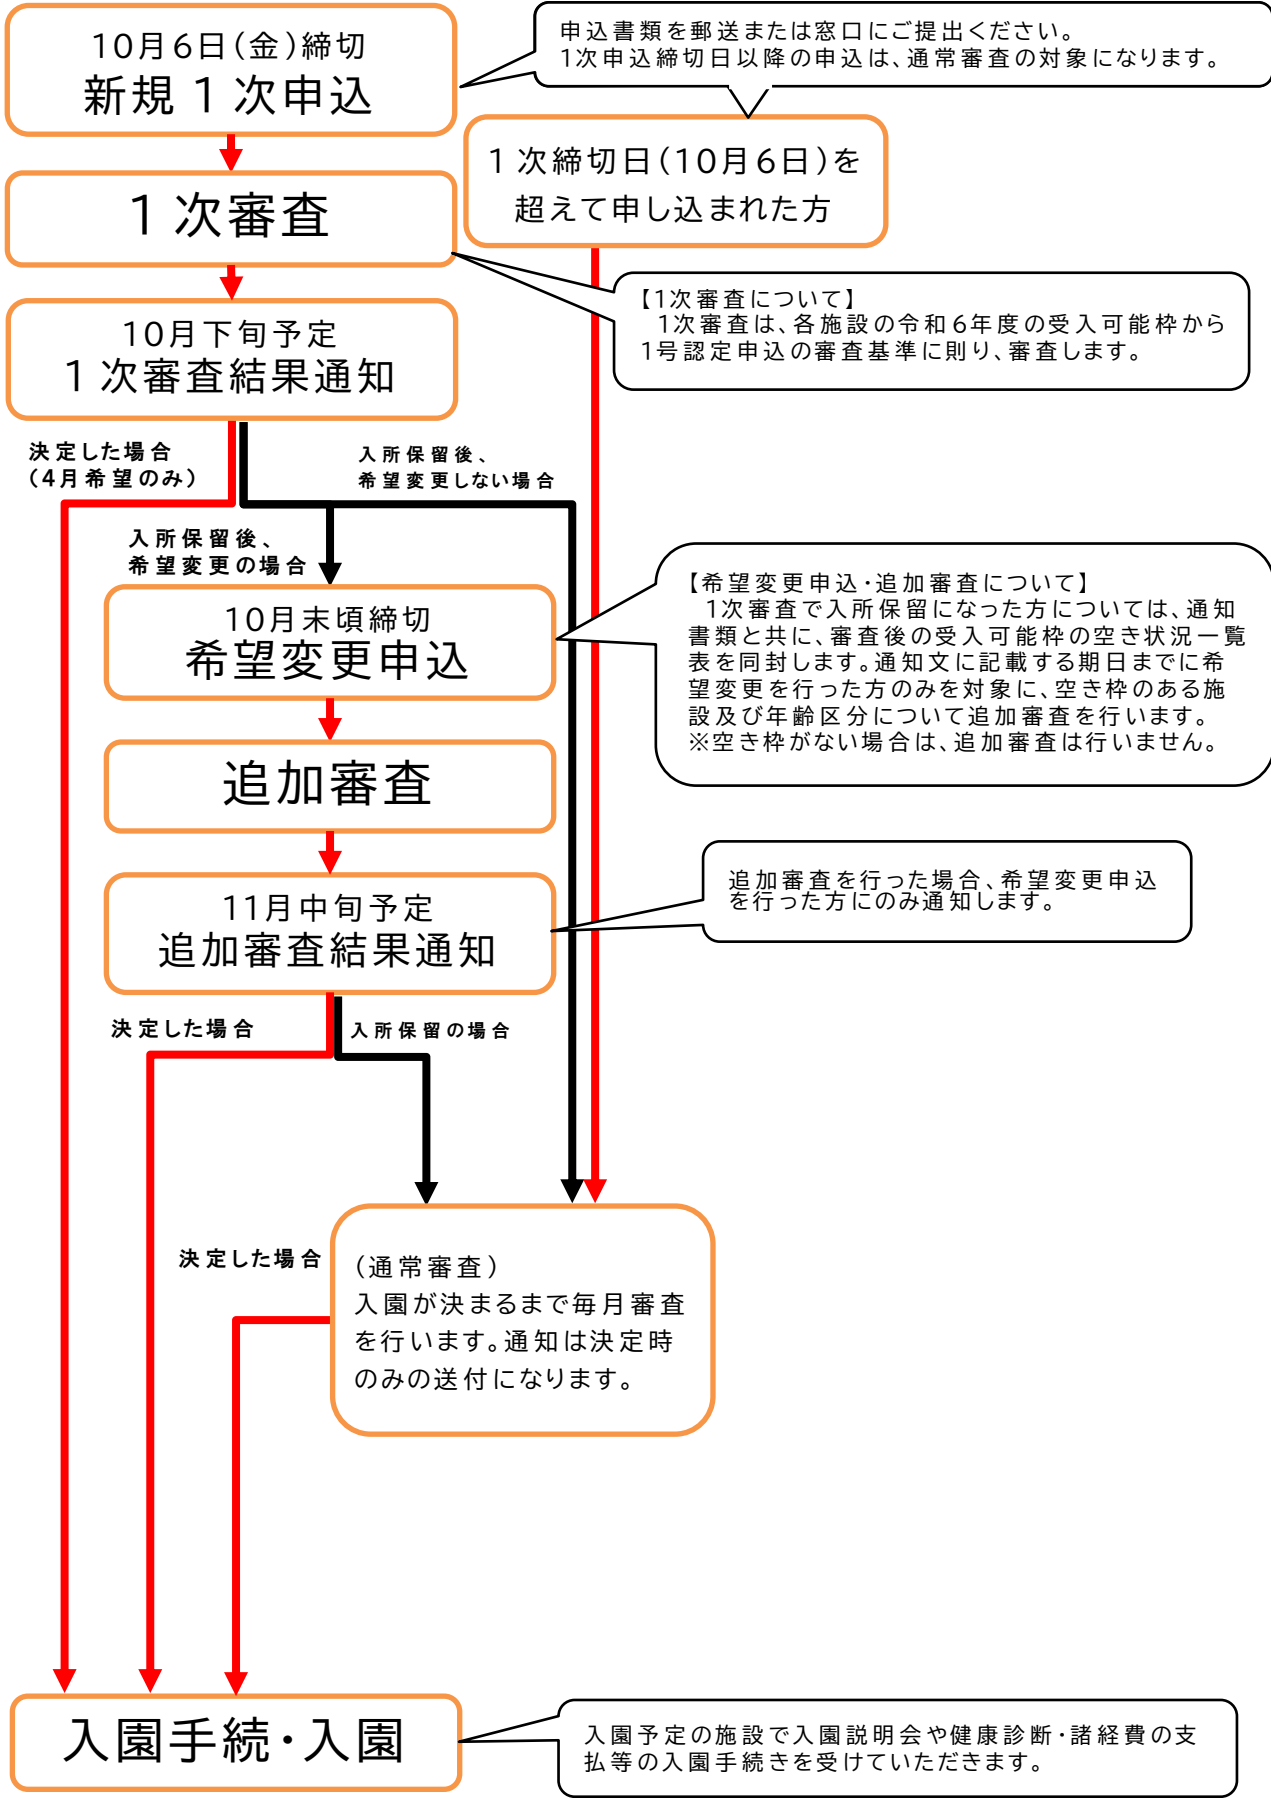 10月6日(金)締切
新規1次申込
申込書類を郵送または窓口にご提出ください。
1次申込締切日以降の申込は、通常審査の対象になります。
1次締切日(10月6日)を
超えて申し込まれた方
1次審査
【1次審査について】
1次審査は、各施設の令和6年度の受入可能枠から
1号認定申込の審査基準に則り、審査します。
10月下旬予定
1次審査結果通知
決定した場合
(4月希望のみ)
入所保留後、
希望変更しない場合
入所保留後、
希望変更の場合
10月末頃締切
希望変更申込
【希望変更申込・追加審査について】
1次審査で入所保留になった方については、通知
書類と共に、審査後の受入可能枠の空き状況一覧
表を同封します。通知文に記載する期日までに希
望変更を行った方のみを対象に、空き枠のある施
設及び年齢区分について追加審査を行います。
※空き枠がない場合は、追加審査は行いません。
追加審査
11月中旬予定
追加審査結果通知
追加審査を行った場合、希望変更申込
を行った方にのみ通知します。
決定した場合
入所保留の場合
決定した場合
(通常審査)
入園が決まるまで毎月審査
を行います。通知は決定時
のみの送付になります。
入園手続・入園
入園予定の施設で入園説明会や健康診断・諸経費の支
払等の入園手続きを受けていただきます。